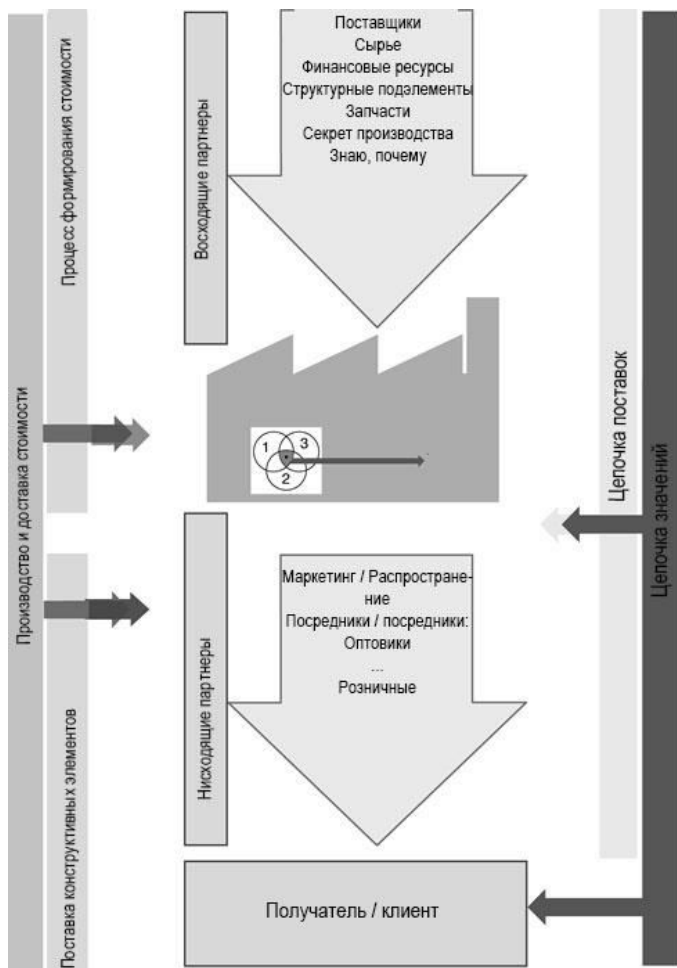 Поставщики
Сырье
Финансовые ресурсы
Структурные подэлементы
Запчасти
Секрет производства
Знаю, почему
Восходящие партнеры
Процесс формирования стоимости
Производство и доставка стоимости
Цепочка поставок
Цепочка значений
1
3
2
Маркетинг / Распростране-
ние
Посредники / посредники:
Оптовики
...
Розничные
Нисходящие партнеры
Поставка конструктивных элементов
Получатель / клиент